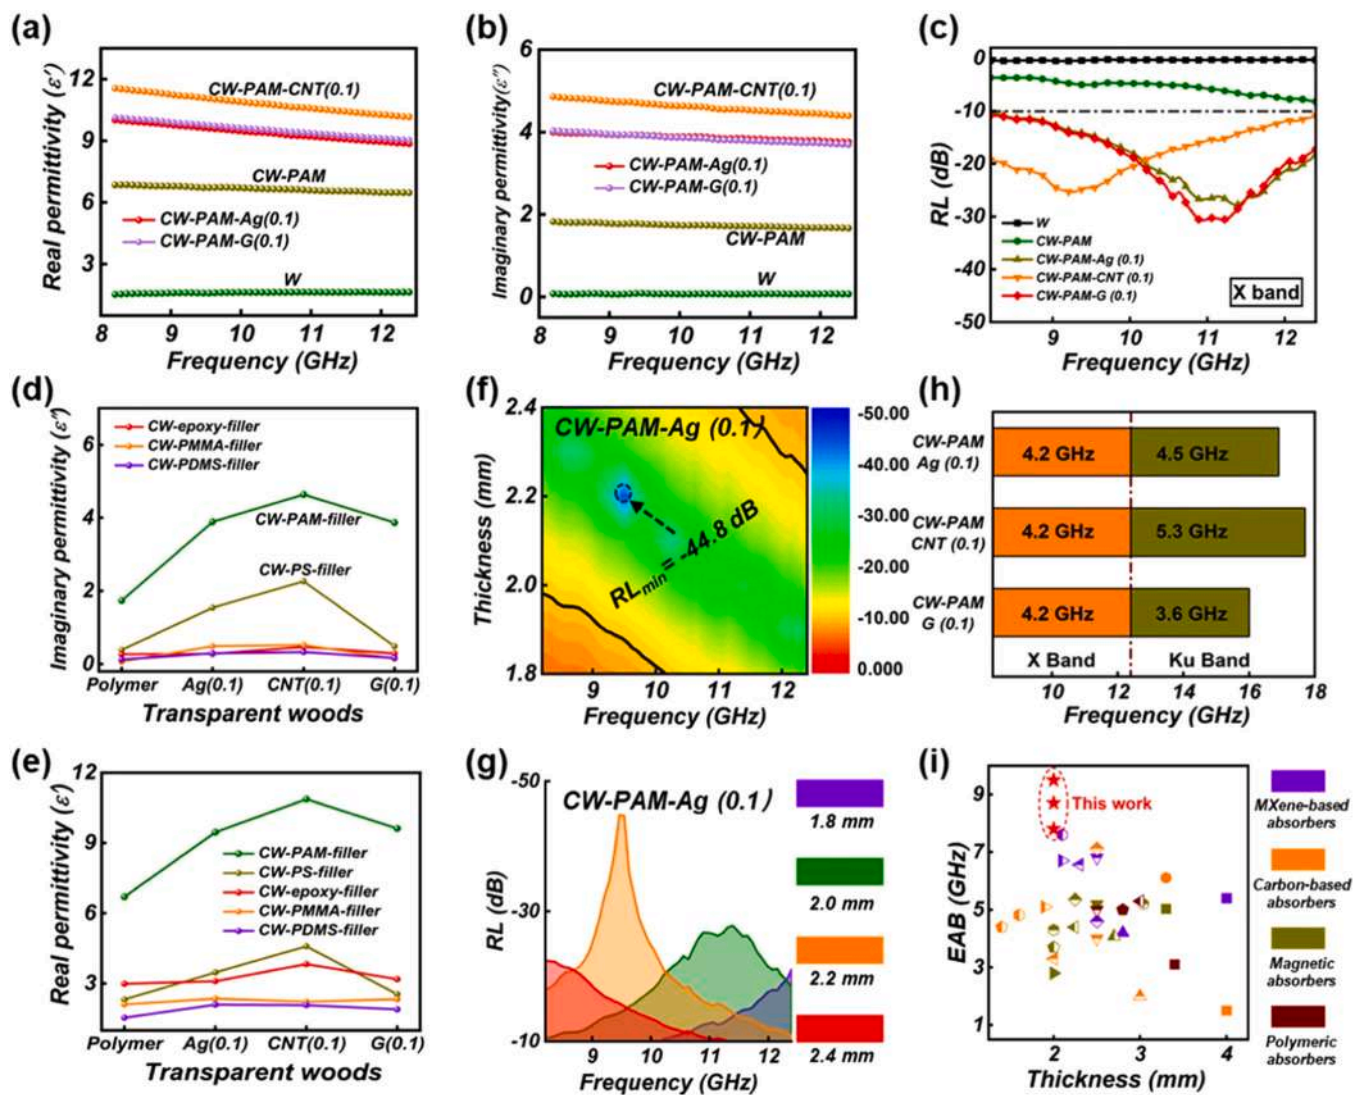 (a)
Real permittivity (ε′)
12
9
6
3
CW-PAM-CNT(0.1)
CW-PAM
CW-PAM-Ag(0.1)
CW-PAM-G(0.1)
W
8
9
10
11
12
Frequency (GHz)
(b)
Imaginary permittivity(ε″)
6
4
2
0
CW-PAM-CNT(0.1)
CW-PAM-Ag(0.1)
CW-PAM-G(0.1)
CW-PAM
W
8
9
10
11
12
Frequency (GHz)
(c)
RL (dB)
0
-10
-20
-30
-40
-50
W
CW-PAM
CW-PAM-Ag (0.1)
CW-PAM-CNT (0.1)
CW-PAM-G (0.1)
X band
9
10
11
12
Frequency (GHz)
(d)
Imaginary permittivity (ε″)
6
4
2
0
CW-epoxy-filler
CW-PMMA-filler
CW-PDMS-filler
CW-PAM-filler
CW-PS-filler
Polymer
Ag(0.1)
CNT(0.1)
G(0.1)
Transparent woods
(f)
Thickness (mm)
2.4
2.2
2.0
1.8
CW-PAM-Ag (0.1)
RLmin = -44.8 dB
9
10
11
12
Frequency (GHz)
-50.00
-40.00
-30.00
-20.00
-10.00
0.000
(h)
CW-PAM
Ag (0.1)
4.2 GHz
4.5 GHz
CW-PAM
CNT (0.1)
4.2 GHz
5.3 GHz
CW-PAM
G (0.1)
4.2 GHz
3.6 GHz
X Band
Ku Band
10
12
14
16
18
Frequency (GHz)
(e)
Real permittivity (ε′)
12
9
6
3
CW-PAM-filler
CW-PS-filler
CW-epoxy-filler
CW-PMMA-filler
CW-PDMS-filler
Polymer
Ag(0.1)
CNT(0.1)
G(0.1)
Transparent woods
(g)
RL (dB)
-50
-30
-10
CW-PAM-Ag (0.1)
9
10
11
12
Frequency (GHz)
1.8 mm
2.0 mm
2.2 mm
2.4 mm
(i)
EAB (GHz)
9
7
5
3
1
This work
2
3
4
Thickness (mm)
MXene-based
absorbers
Carbon-based
absorbers
Magnetic
absorbers
Polymeric
absorbers